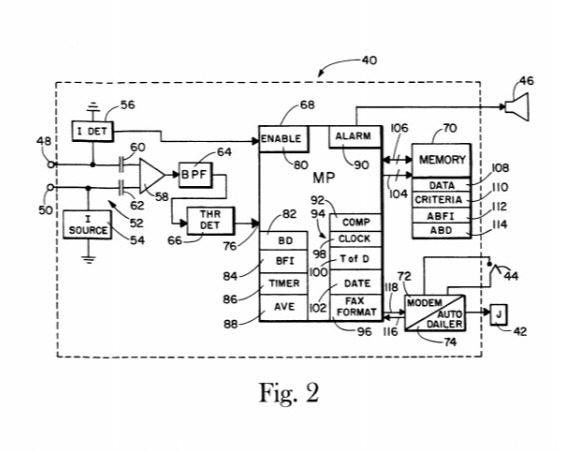 40
46
56
I DET
68
ENABLE
80
ALARM
90
106
70
MEMORY
104
DATA
108
CRITERIA
110
ABFI
112
ABD
114
48
50
60
62
58
64
BPF
52
I
SOURCE
54
THR
DET
66
76
MP
82
BD
84
BFI
86
TIMER
88
AVE
92
COMP
94
CLOCK
98
T of D
100
DATE
102
FAX
FORMAT
96
118
116
72
MODEM
AUTO
DAILER
74
44
J
42
Fig. 2